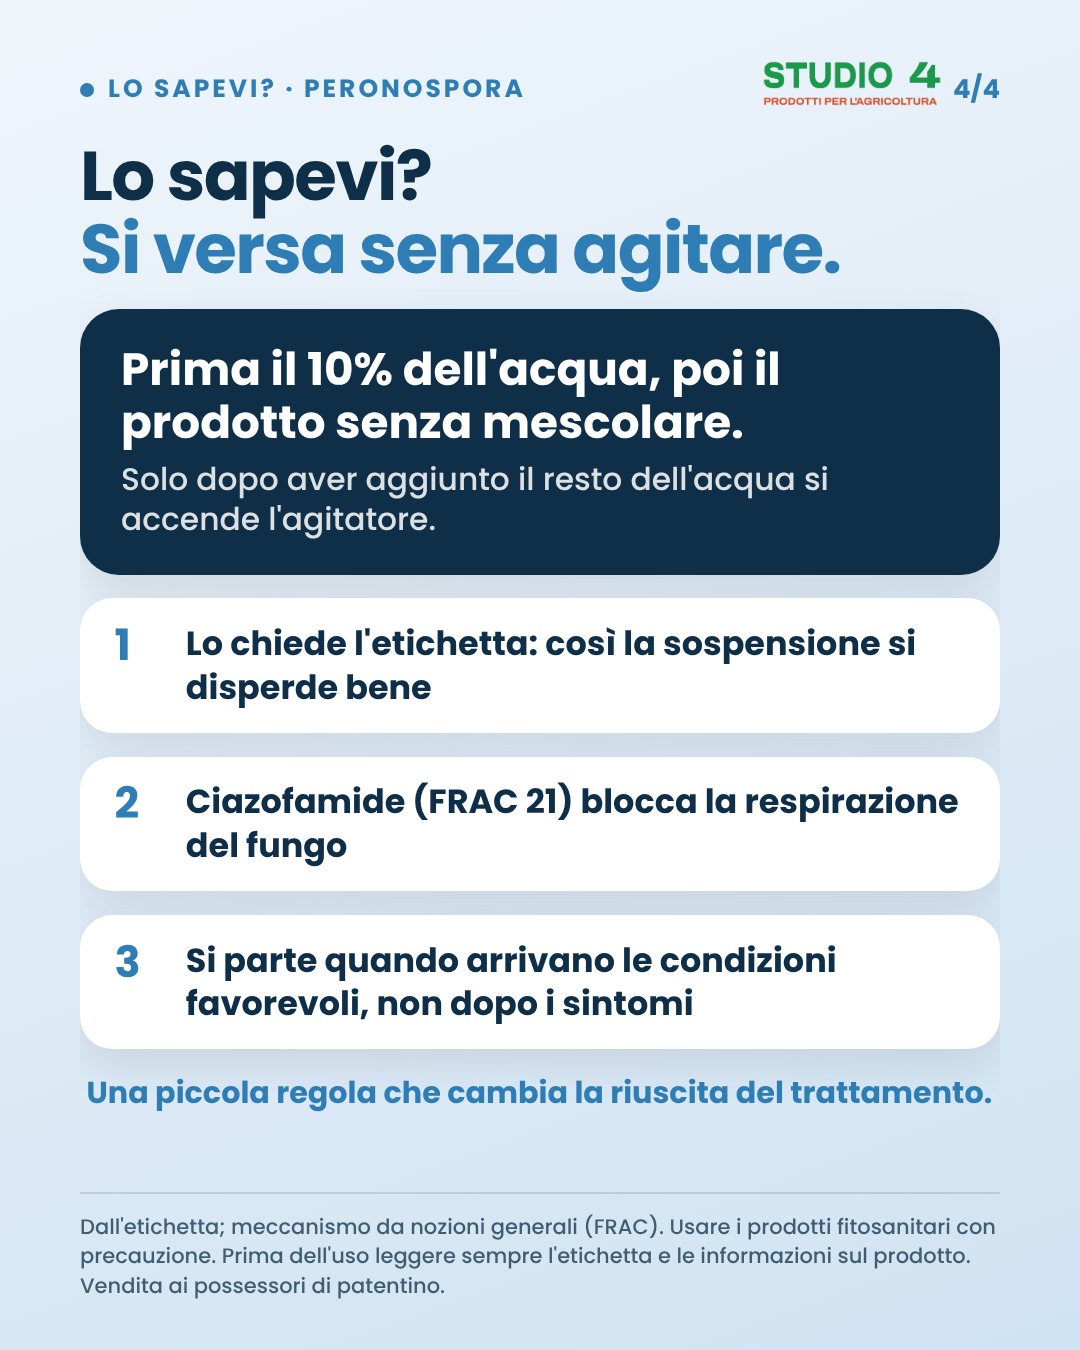 LO SAPEVI? · PERONOSPORA
STUDIO 4
PRODOTTI PER L'AGRICOLTURA
4/4
Lo sapevi?
Si versa senza agitare.
Prima il 10% dell'acqua, poi il
prodotto senza mescolare.
Solo dopo aver aggiunto il resto dell'acqua si
accende l'agitatore.
1 Lo chiede l'etichetta: così la sospensione si
disperde bene
2 Ciazofamide (FRAC 21) blocca la respirazione
del fungo
3 Si parte quando arrivano le condizioni
favorevoli, non dopo i sintomi
Una piccola regola che cambia la riuscita del trattamento.
Dall'etichetta; meccanismo da nozioni generali (FRAC). Usare i prodotti fitosanitari con
precauzione. Prima dell'uso leggere sempre l'etichetta e le informazioni sul prodotto.
Vendita ai possessori di patentino.